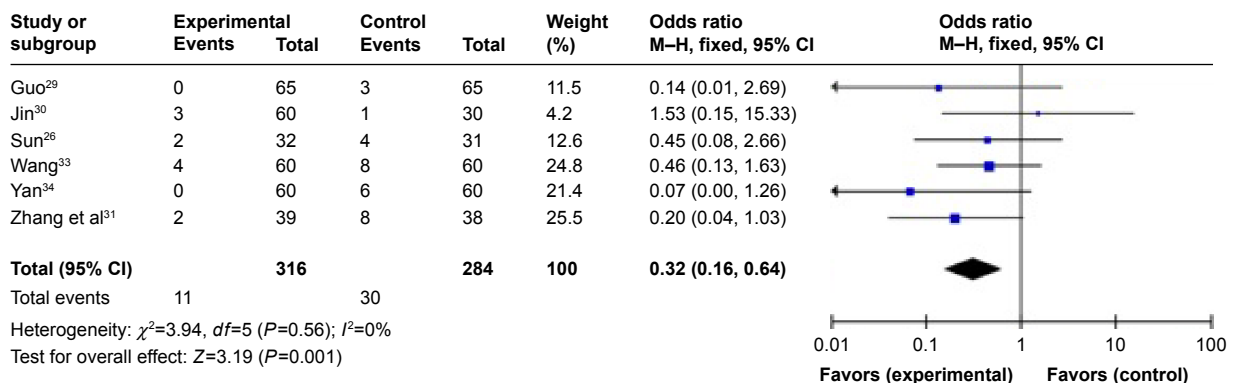 Study or subgroup Experimental Control Weight (%) Odds ratio M–H, fixed, 95% CI Odds ratio M–H, fixed, 95% CI
Events Total Events Total
Guo²⁹ 0 65 3 65 11.5 0.14 (0.01, 2.69)
Jin³⁰ 3 60 1 30 4.2 1.53 (0.15, 15.33)
Sun²⁶ 2 32 4 31 12.6 0.45 (0.08, 2.66)
Wang³³ 4 60 8 60 24.8 0.46 (0.13, 1.63)
Yan³⁴ 0 60 6 60 21.4 0.07 (0.00, 1.26)
Zhang et al³¹ 2 39 8 38 25.5 0.20 (0.04, 1.03)
Total (95% CI) 316 284 100 0.32 (0.16, 0.64)
Total events 11 30
Heterogeneity: χ²=3.94, df=5 (P=0.56); I²=0%
Test for overall effect: Z=3.19 (P=0.001)
0.01 0.1 1 10 100
Favors (experimental) Favors (control)